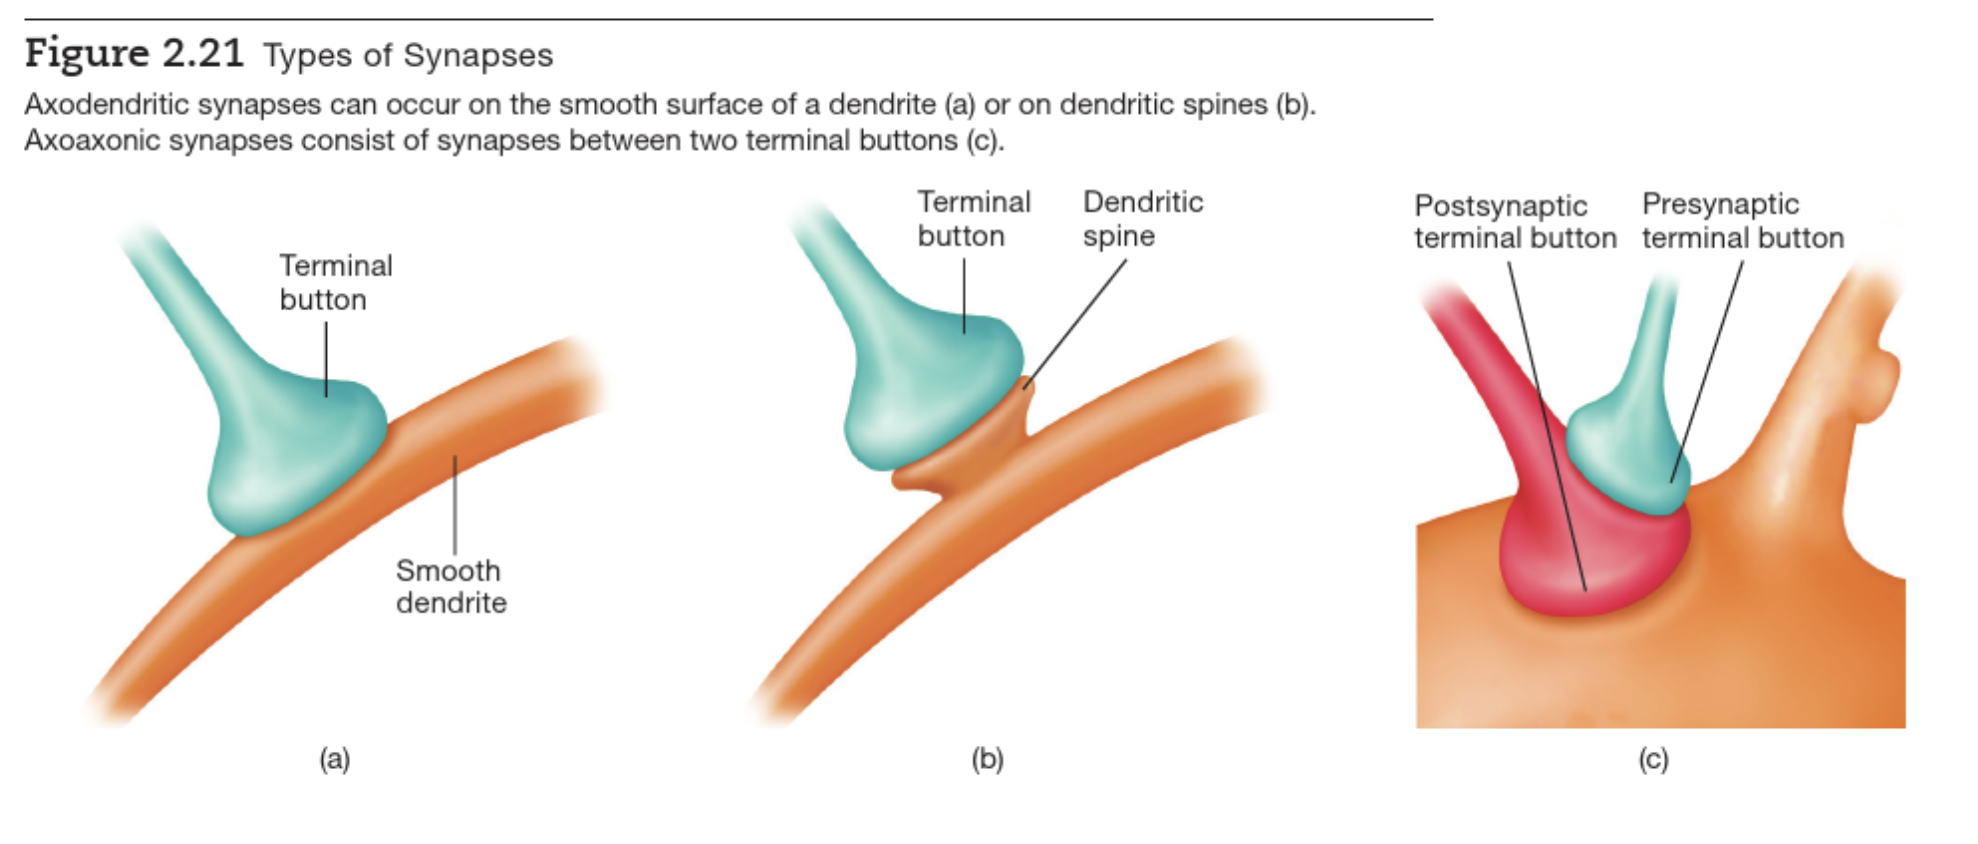 Figure 2.21 Types of Synapses
Axodendritic synapses can occur on the smooth surface of a dendrite (a) or on dendritic spines (b).
Axoaxonic synapses consist of synapses between two terminal buttons (c).
Terminal
button
Smooth
dendrite
(a)
Terminal
button
Dendritic
spine
(b)
Postsynaptic
terminal button
Presynaptic
terminal button
(c)